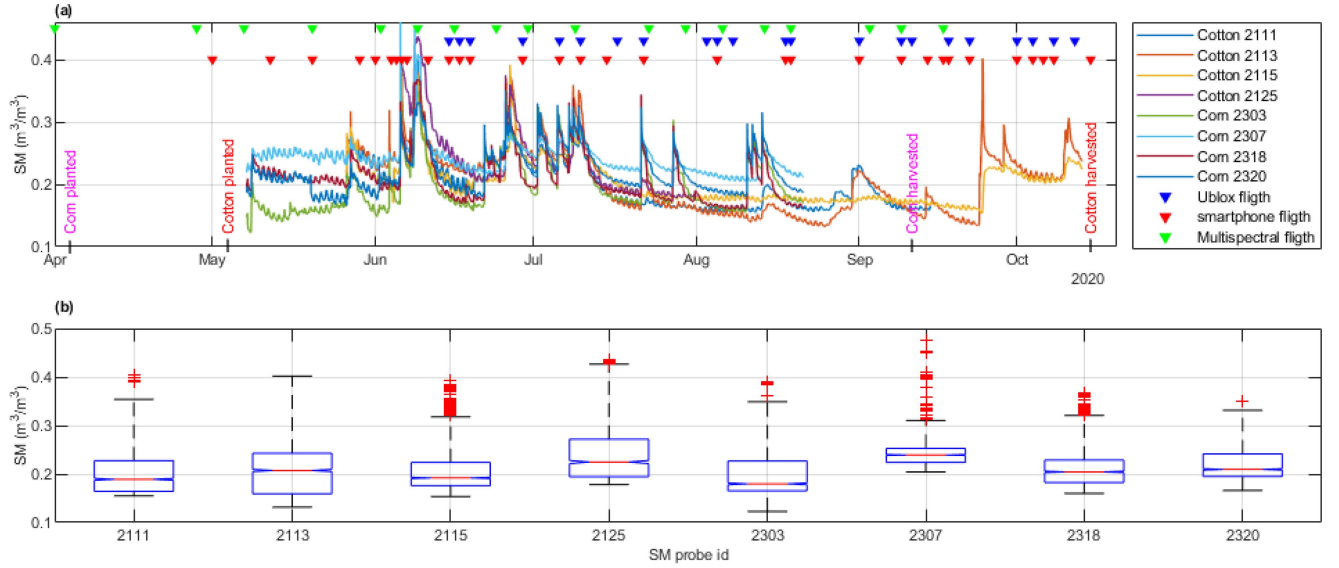 (a)
0.4
0.3
0.2
0.1
SM (m³/m³)
Corn planted
Cotton planted
Corn harvested
Cotton harvested
Apr May Jun Jul Aug Sep Oct
2020
Cotton 2111
Cotton 2113
Cotton 2115
Cotton 2125
Corn 2303
Corn 2307
Corn 2318
Corn 2320
Ublox fligth
smartphone fligth
Multispectral fligth
(b)
0.5
0.4
0.3
0.2
0.1
SM (m³/m³)
2111 2113 2115 2125 2303 2307 2318 2320
SM probe id